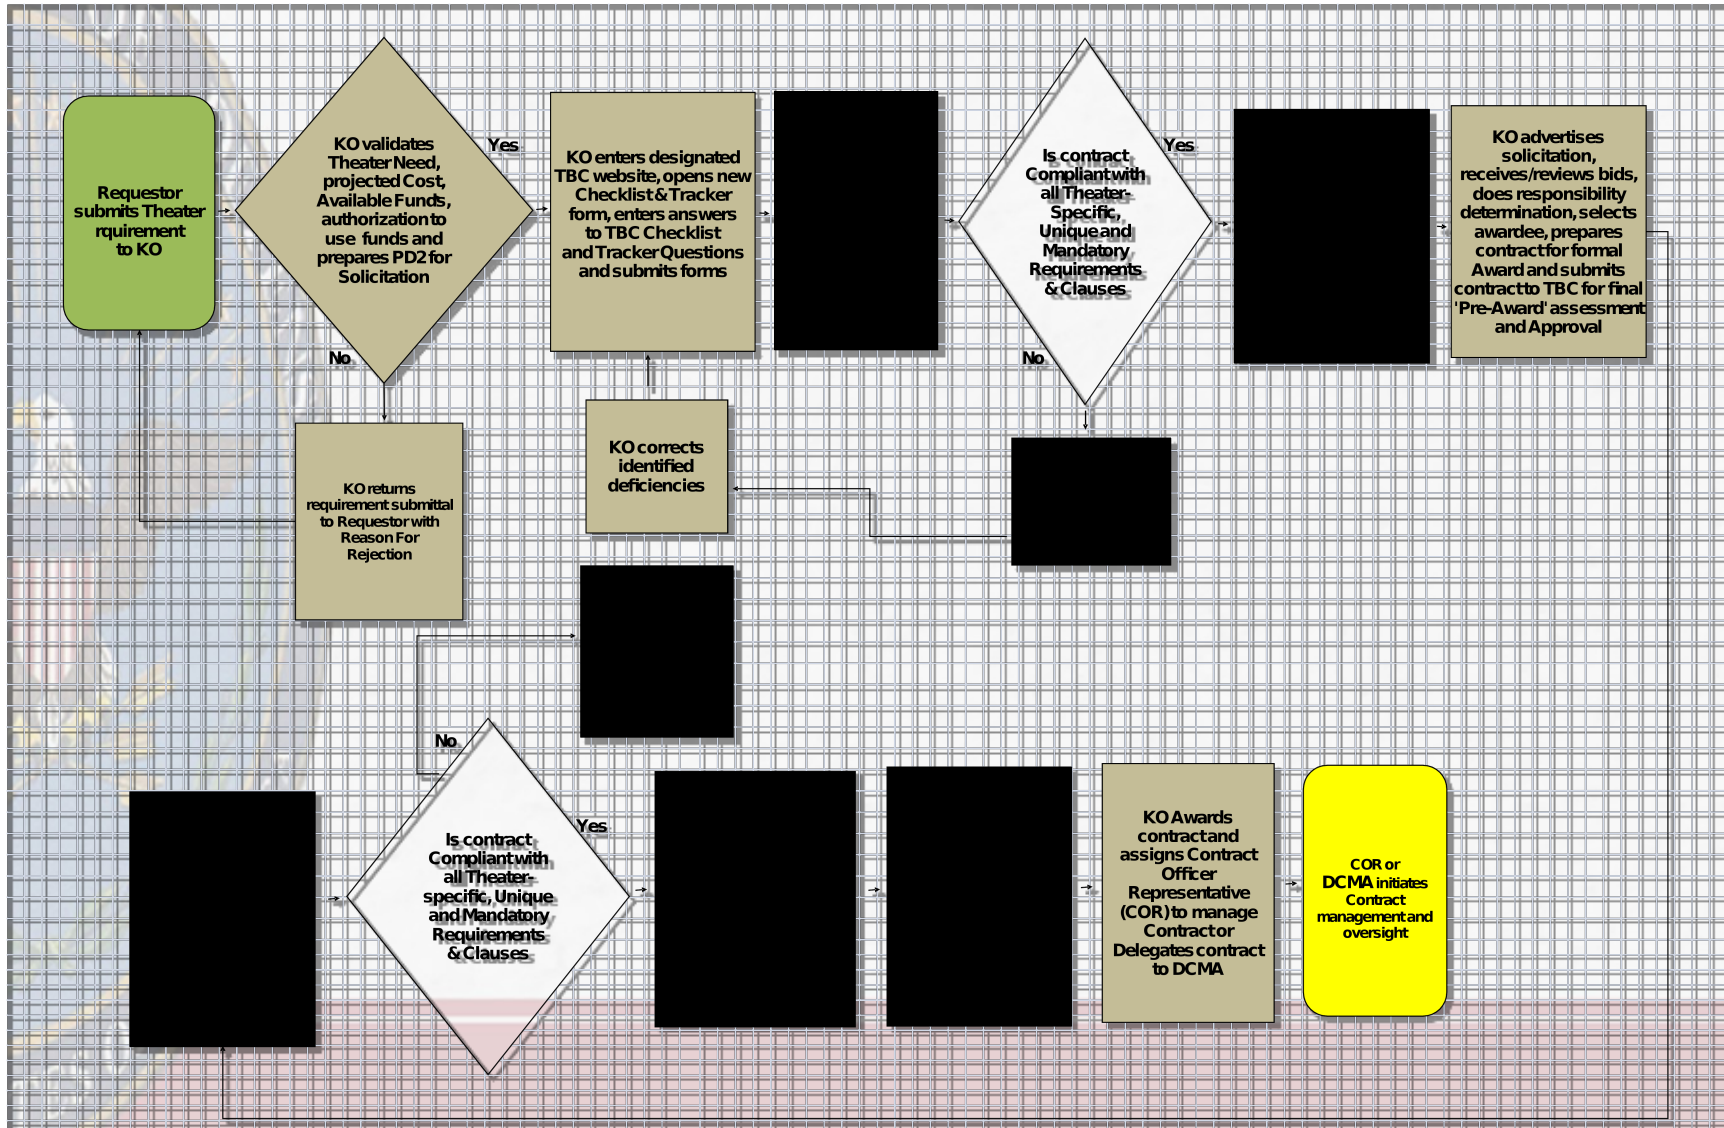 Requestor
submits Theater
rquirement
to KO
KO validates
Theater Need,
projected Cost,
Available Funds,
authorization to
use funds and
prepares PD2 for
Solicitation
Yes
No
KO enters designated
TBC website, opens new
Checklist & Tracker
form, enters answers
to TBC Checklist
and Tracker Questions
and submits forms
Is contract
Compliant with
all Theater-
Specific,
Unique and
Mandatory
Requirements
& Clauses
Yes
No
KO advertises
solicitation,
receives/reviews bids,
does responsibility
determination, selects
awardee, prepares
contract for formal
Award and submits
contract to TBC for final
'Pre-Award' assessment
and Approval
KO returns
requirement submittal
to Requestor with
Reason For
Rejection
KO corrects
identified
deficiencies
No
Is contract
Compliant with
all Theater-
specific, Unique
and Mandatory
Requirements
& Clauses
Yes
KO Awards
contract and
assigns Contract
Officer
Representative
(COR) to manage
Contract or
Delegates contract
to DCMA
COR or
DCMA initiates
Contract
management and
oversight